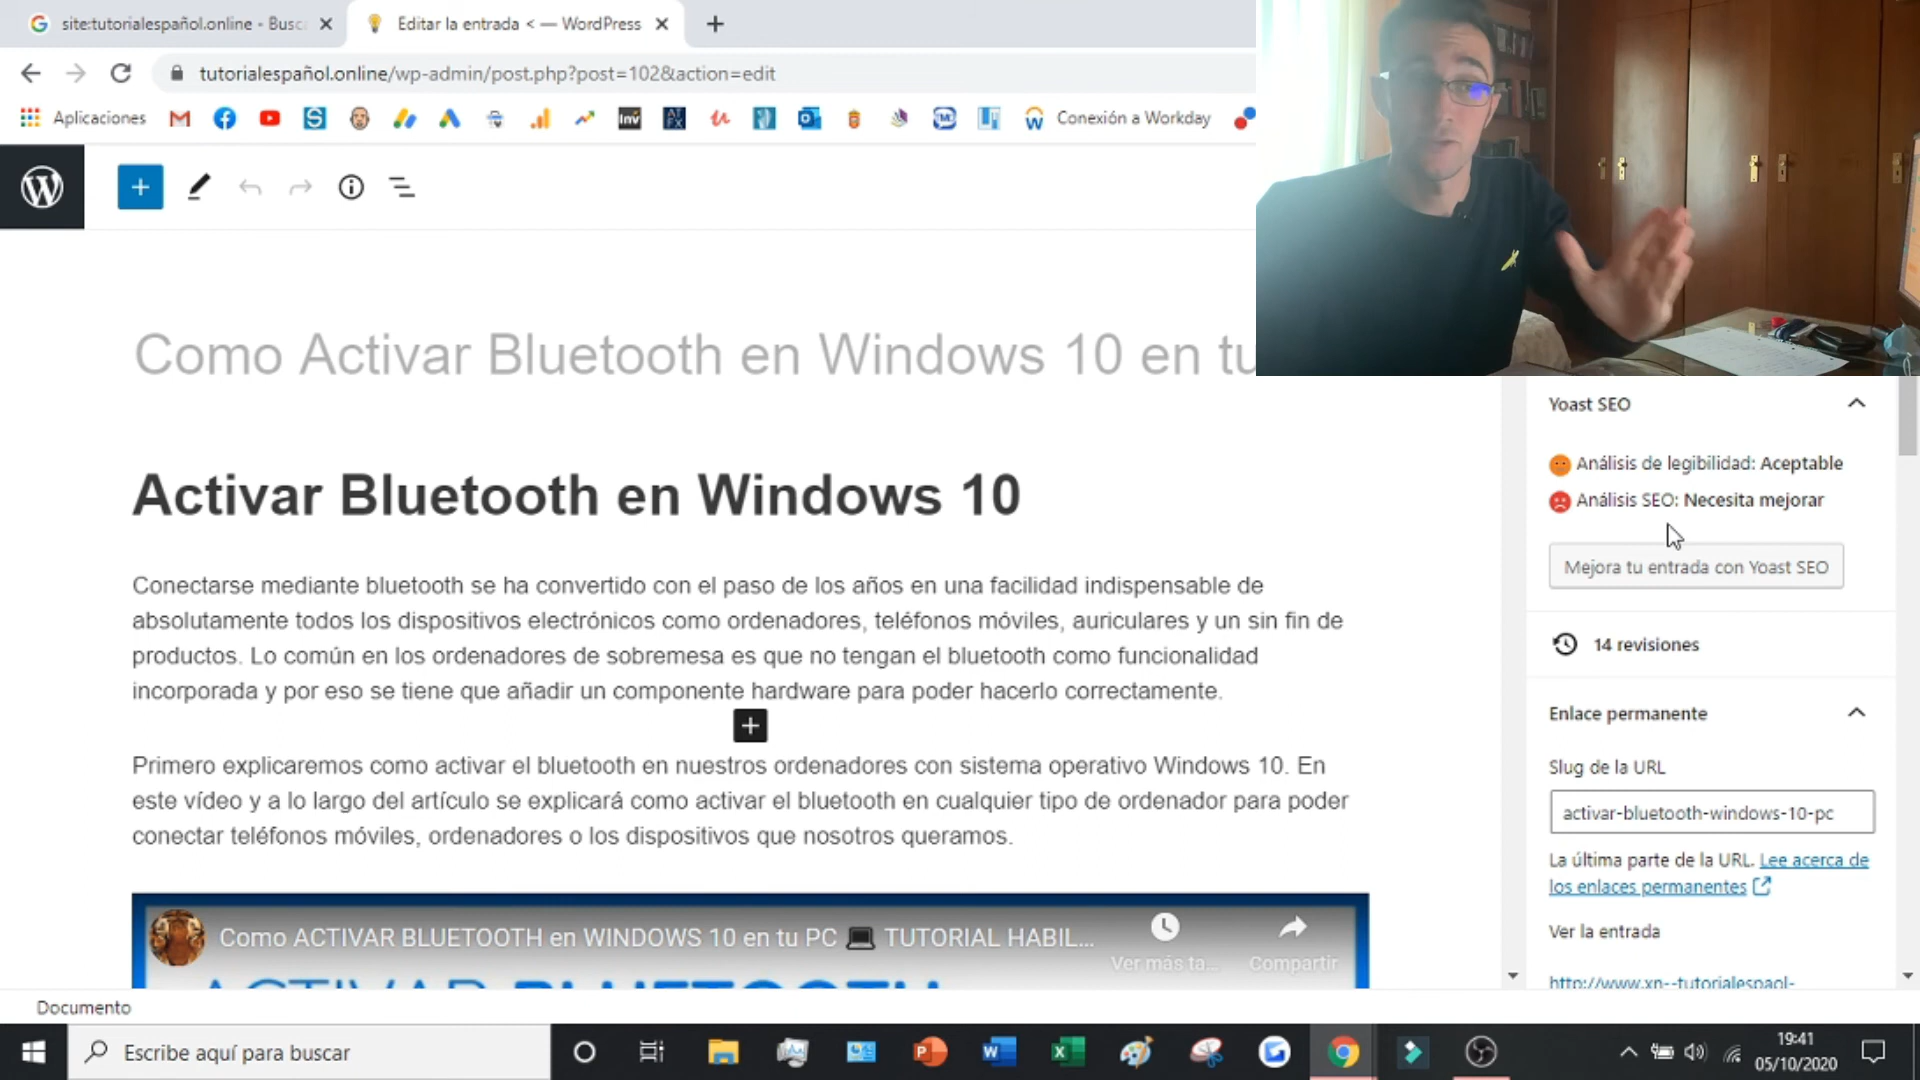 site:tutorialespañol.online - Busc
Editar la entrada < — WordPress
tutorialespañol.online/wp-admin/post.php?post=102&action=edit
Aplicaciones
Conexión a Workday
Como Activar Bluetooth en Windows 10 en tu
Activar Bluetooth en Windows 10
Conectarse mediante bluetooth se ha convertido con el paso de los años en una facilidad indispensable de
absolutamente todos los dispositivos electrónicos como ordenadores, teléfonos móviles, auriculares y un sin fin de
productos. Lo común en los ordenadores de sobremesa es que no tengan el bluetooth como funcionalidad
incorporada y por eso se tiene que añadir un componente hardware para poder hacerlo correctamente.
Primero explicaremos como activar el bluetooth en nuestros ordenadores con sistema operativo Windows 10. En
este vídeo y a lo largo del artículo se explicará como activar el bluetooth en cualquier tipo de ordenador para poder
conectar teléfonos móviles, ordenadores o los dispositivos que nosotros queramos.
Como ACTIVAR BLUETOOTH en WINDOWS 10 en tu PC 💻 TUTORIAL HABIL...
Ver más ta...
Compartir
ACTIVAR BLUETOOTH
Yoast SEO
Análisis de legibilidad: Aceptable
Análisis SEO: Necesita mejorar
Mejora tu entrada con Yoast SEO
14 revisiones
Enlace permanente
Slug de la URL
activar-bluetooth-windows-10-pc
La última parte de la URL. Lee acerca de
los enlaces permanentes
Ver la entrada
http://www.xn--tutorialespaol-
Documento
Escribe aquí para buscar
19:41
05/10/2020